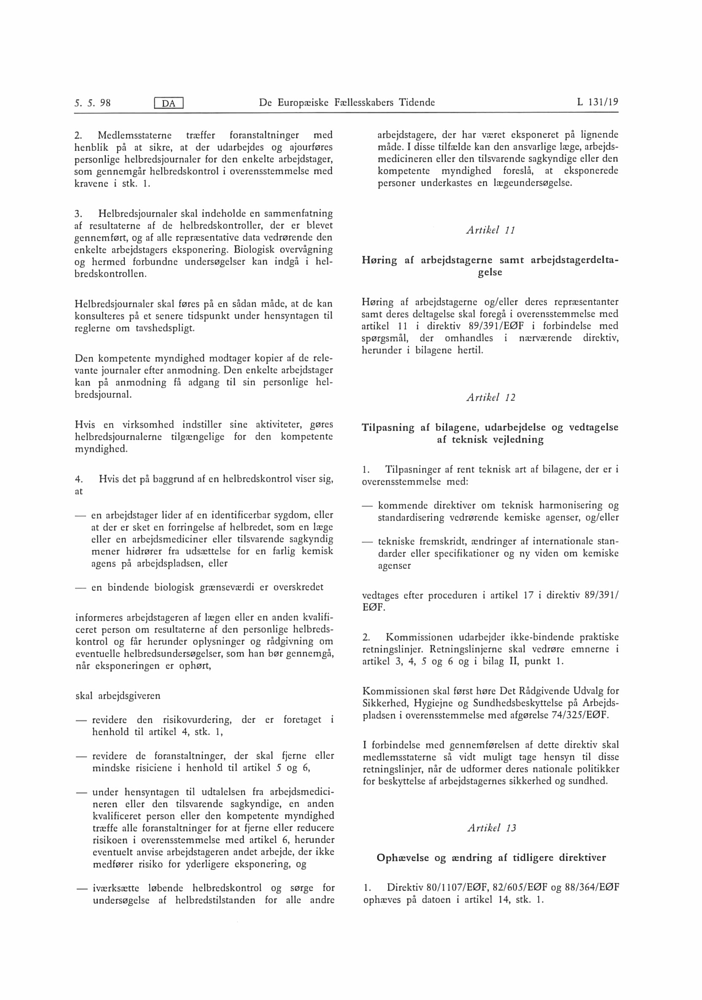 5. 5. 98 DA De Europæiske Fællesskabers Tidende L 131/19
2. Medlemsstaterne træffer foranstaltninger med
henblik på at sikre, at der udarbejdes og ajourføres
personlige helbredsjournaler for den enkelte arbejdstager,
som gennemgår helbredskontrol i overensstemmelse med
kravene i stk. 1.
3. Helbredsjournaler skal indeholde en sammenfatning
af resultaterne af de helbredskontroller, der er blevet
gennemført, og af alle repræsentative data vedrørende den
enkelte arbejdstagers eksponering. Biologisk overvågning
og hermed forbundne undersøgelser kan indgå i hel-
bredskontrollen.
Helbredsjournaler skal føres på en sådan måde, at de kan
konsulteres på et senere tidspunkt under hensyntagen til
reglerne om tavshedspligt.
Den kompetente myndighed modtager kopier af de rele-
vante journaler efter anmodning. Den enkelte arbejdstager
kan på anmodning få adgang til sin personlige hel-
bredsjournal.
Hvis en virksomhed indstiller sine aktiviteter, gøres
helbredsjournalerne tilgængelige for den kompetente
myndighed.
4. Hvis det på baggrund af en helbredskontrol viser sig,
at
— en arbejdstager lider af en identificerbar sygdom, eller
at der er sket en forringelse af helbredet, som en læge
eller en arbejdsmediciner eller tilsvarende sagkyndig
mener hidrører fra udsættelse for en farlig kemisk
agens på arbejdspladsen, eller
— en bindende biologisk grænseværdi er overskredet
informeres arbejdstageren af lægen eller en anden kvalifi-
ceret person om resultaterne af den personlige helbreds-
kontrol og får herunder oplysninger og rådgivning om
eventuelle helbredsundersøgelser, som han bør gennemgå,
når eksponeringen er ophørt,
skal arbejdsgiveren
— revidere den risikovurdering, der er foretaget i
henhold til artikel 4, stk. 1,
— revidere de foranstaltninger, der skal fjerne eller
mindske risiciene i henhold til artikel 5 og 6,
— under hensyntagen til udtalelsen fra arbejdsmedici-
neren eller den tilsvarende sagkyndige, en anden
kvalificeret person eller den kompetente myndighed
træffe alle foranstaltninger for at fjerne eller reducere
risikoen i overensstemmelse med artikel 6, herunder
eventuelt anvise arbejdstageren andet arbejde, der ikke
medfører risiko for yderligere eksponering, og
— iværksætte løbende helbredskontrol og sørge for
undersøgelse af helbredstilstanden for alle andre
arbejdstagere, der har været eksponeret på lignende
måde. I disse tilfælde kan den ansvarlige læge, arbejds-
medicineren eller den tilsvarende sagkyndige eller den
kompetente myndighed foreslå, at eksponerede
personer underkastes en lægeundersøgelse.
Artikel 11
Høring af arbejdstagerne samt arbejdstagerdelta-
gelse
Høring af arbejdstagerne og/eller deres repræsentanter
samt deres deltagelse skal foregå i overensstemmelse med
artikel 11 i direktiv 89/391/EØF i forbindelse med
spørgsmål, der omhandles i nærværende direktiv,
herunder i bilagene hertil.
Artikel 12
Tilpasning af bilagene, udarbejdelse og vedtagelse
af teknisk vejledning
1. Tilpasninger af rent teknisk art af bilagene, der er i
overensstemmelse med:
— kommende direktiver om teknisk harmonisering og
standardisering vedrørende kemiske agenser, og/eller
— tekniske fremskridt, ændringer af internationale stan-
darder eller specifikationer og ny viden om kemiske
agenser
vedtages efter proceduren i artikel 17 i direktiv 89/391/
EØF.
2. Kommissionen udarbejder ikke-bindende praktiske
retningslinjer. Retningslinjerne skal vedrøre emnerne i
artikel 3, 4, 5 og 6 og i bilag II, punkt 1.
Kommissionen skal først høre Det Rådgivende Udvalg for
Sikkerhed, Hygiejne og Sundhedsbeskyttelse på Arbejds-
pladsen i overensstemmelse med afgørelse 74/325/EØF.
I forbindelse med gennemførelsen af dette direktiv skal
medlemsstaterne så vidt muligt tage hensyn til disse
retningslinjer, når de udformer deres nationale politikker
for beskyttelse af arbejdstagernes sikkerhed og sundhed.
Artikel 13
Ophævelse og ændring af tidligere direktiver
1. Direktiv 80/1107/EØF, 82/605/EØF og 88/364/EØF
ophæves på datoen i artikel 14, stk. 1.